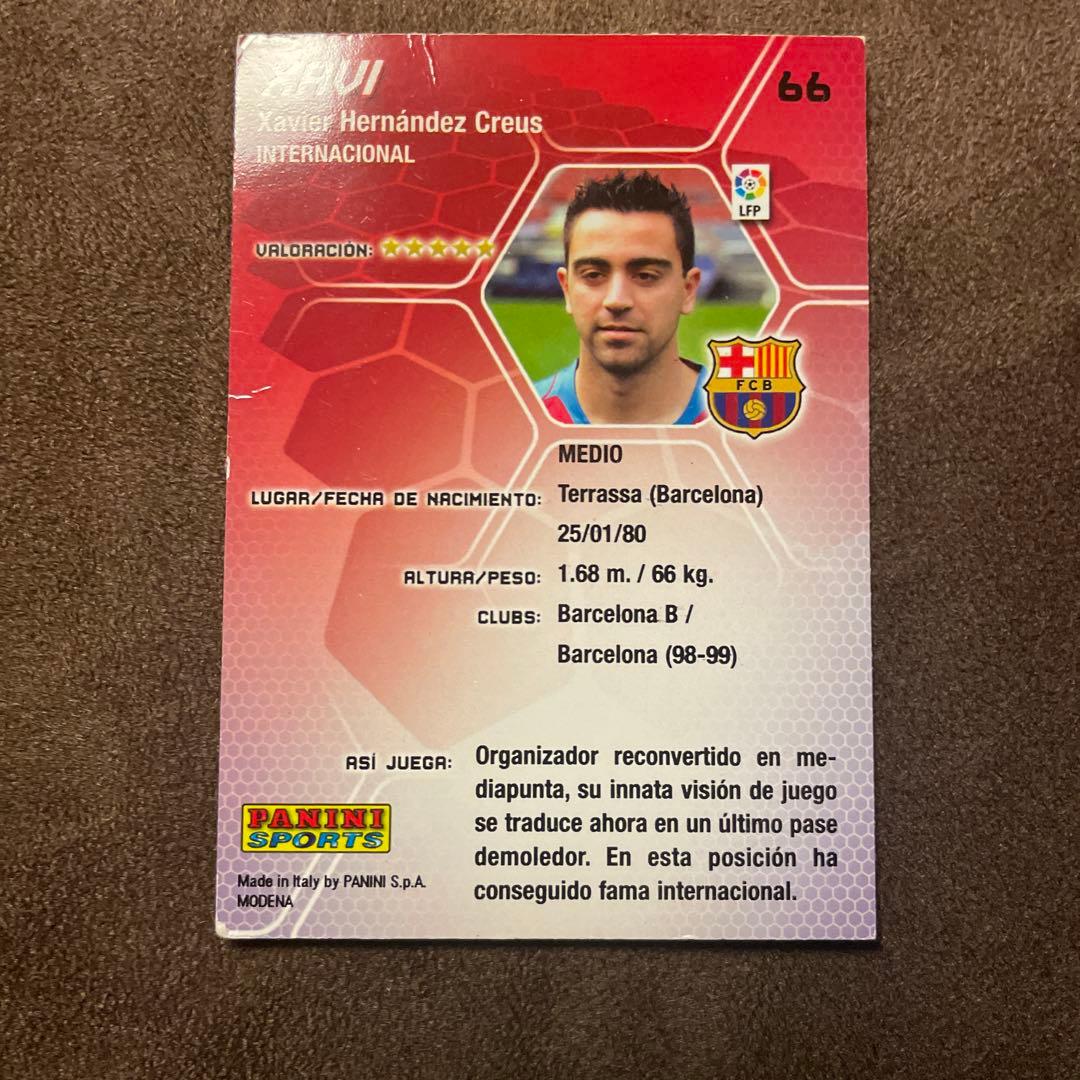 XAVI
66
Xavier Hernández Creus
INTERNACIONAL
LFP
VALORACIÓN:
FCB
MEDIO
LUGAR/FECHA DE NACIMIENTO: Terrassa (Barcelona)
25/01/80
ALTURA/PESO: 1.68 m. / 66 kg.
CLUBS: Barcelona B /
Barcelona (98-99)
ASÍ JUEGA: Organizador reconvertido en me-
diapunta, su innata visión de juego
se traduce ahora en un último pase
demoledor. En esta posición ha
conseguido fama internacional.
PANINI
SPORTS
Made in Italy by PANINI S.p.A.
MODENA